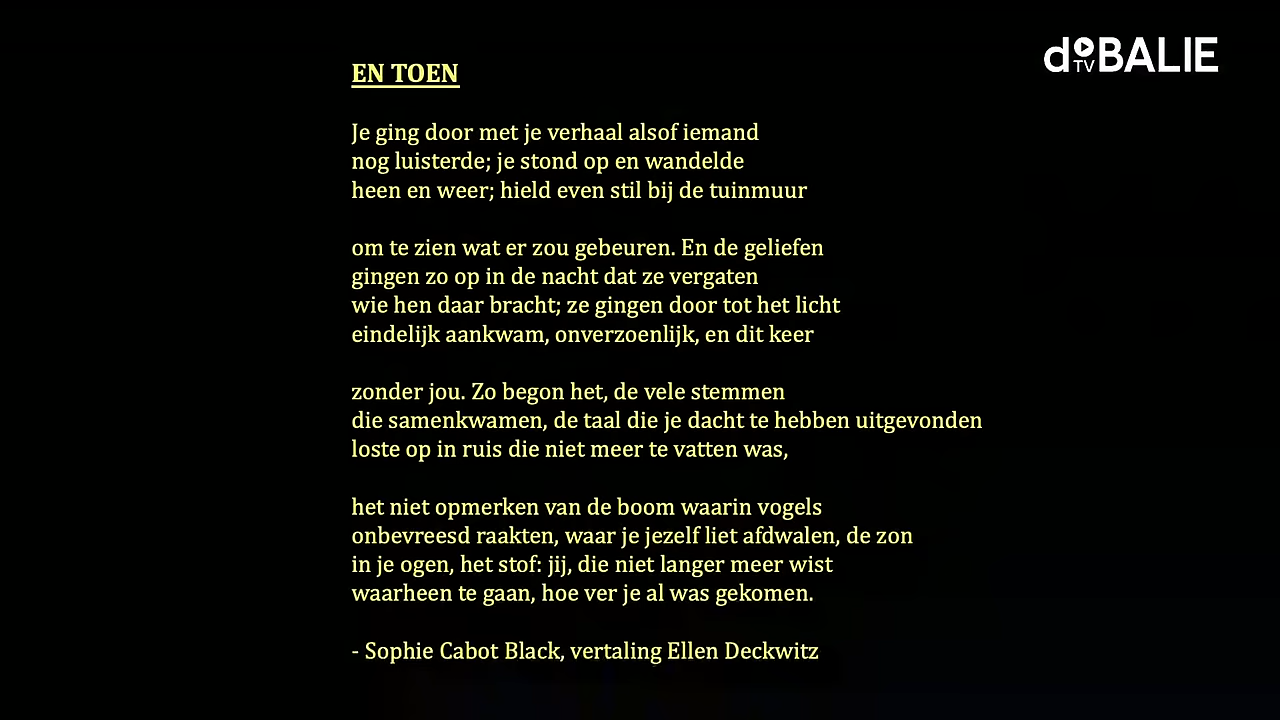 de TV BALIE
EN TOEN
Je ging door met je verhaal alsof iemand
nog luisterde; je stond op en wandelde
heen en weer; hield even stil bij de tuinmuur
om te zien wat er zou gebeuren. En de geliefen
gingen zo op in de nacht dat ze vergaten
wie hen daar bracht; ze gingen door tot het licht
eindelijk aankwam, onverzoenlijk, en dit keer
zonder jou. Zo begon het, de vele stemmen
die samenkwamen, de taal die je dacht te hebben uitgevonden
loste op in ruis die niet meer te vatten was,
het niet opmerken van de boom waarin vogels
onbevreesd raakten, waar je jezelf liet afdwalen, de zon
in je ogen, het stof: jij, die niet langer meer wist
waarheen te gaan, hoe ver je al was gekomen.
- Sophie Cabot Black, vertaling Ellen Deckwitz